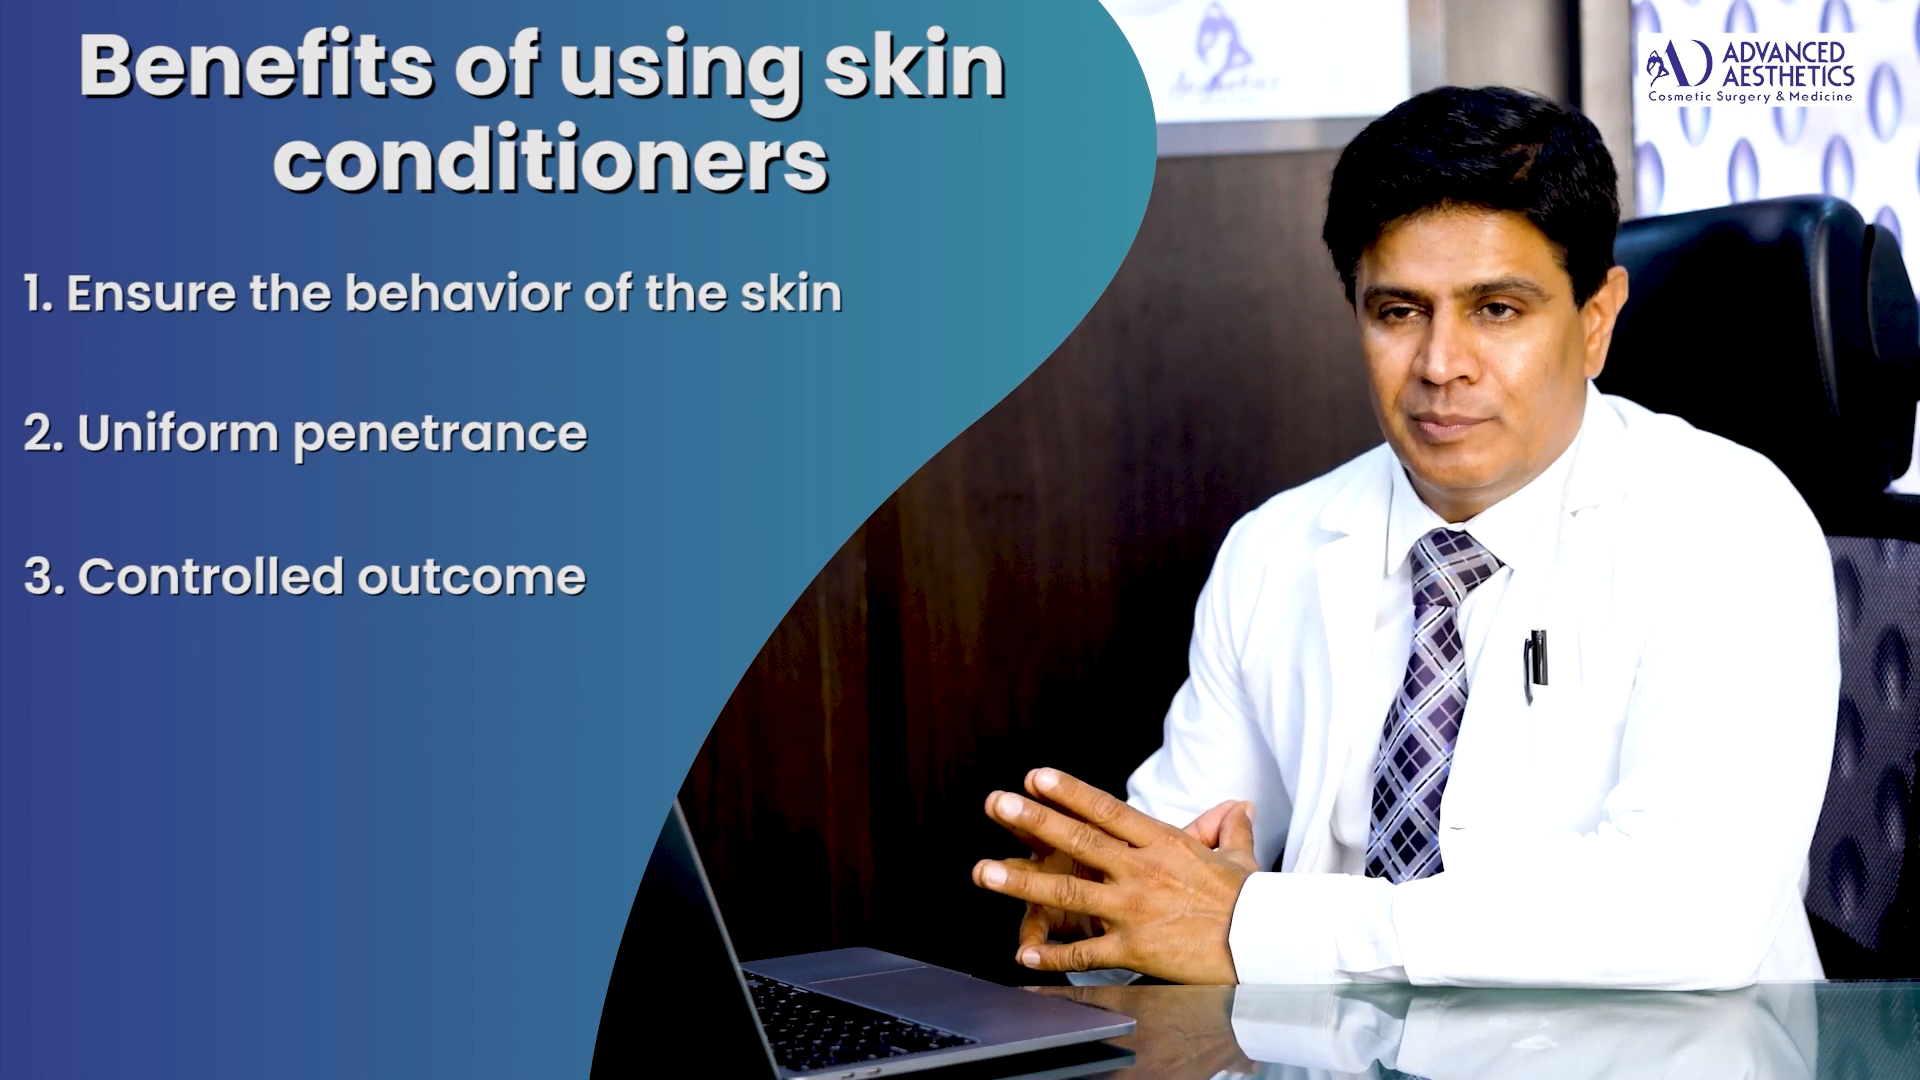 Benefits of using skin
conditioners
1. Ensure the behavior of the skin
2. Uniform penetrance
3. Controlled outcome
ADVANCED
AESTHETICS
Cosmetic Surgery & Medicine